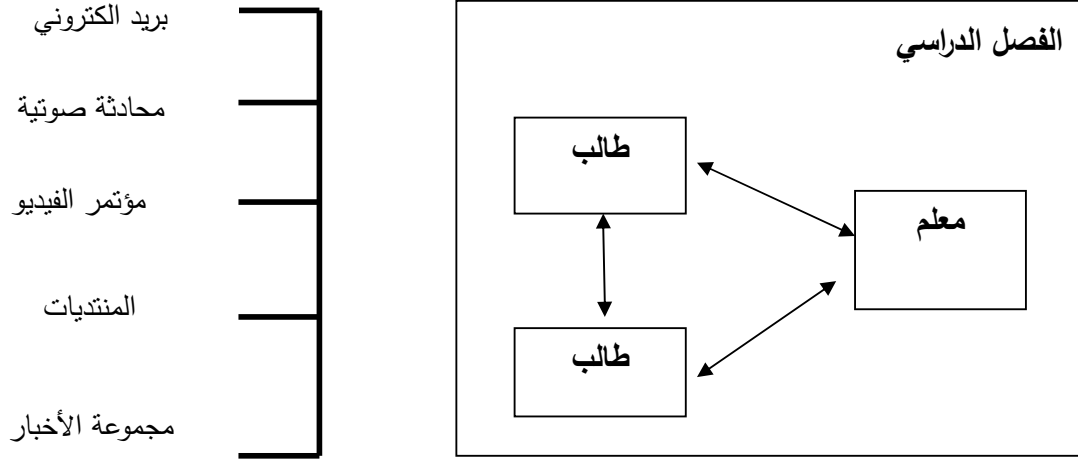 الفصل الدراسي
طالب
معلم
طالب
بريد الكتروني
محادثة صوتية
مؤتمر الفيديو
المنتديات
مجموعة الأخبار